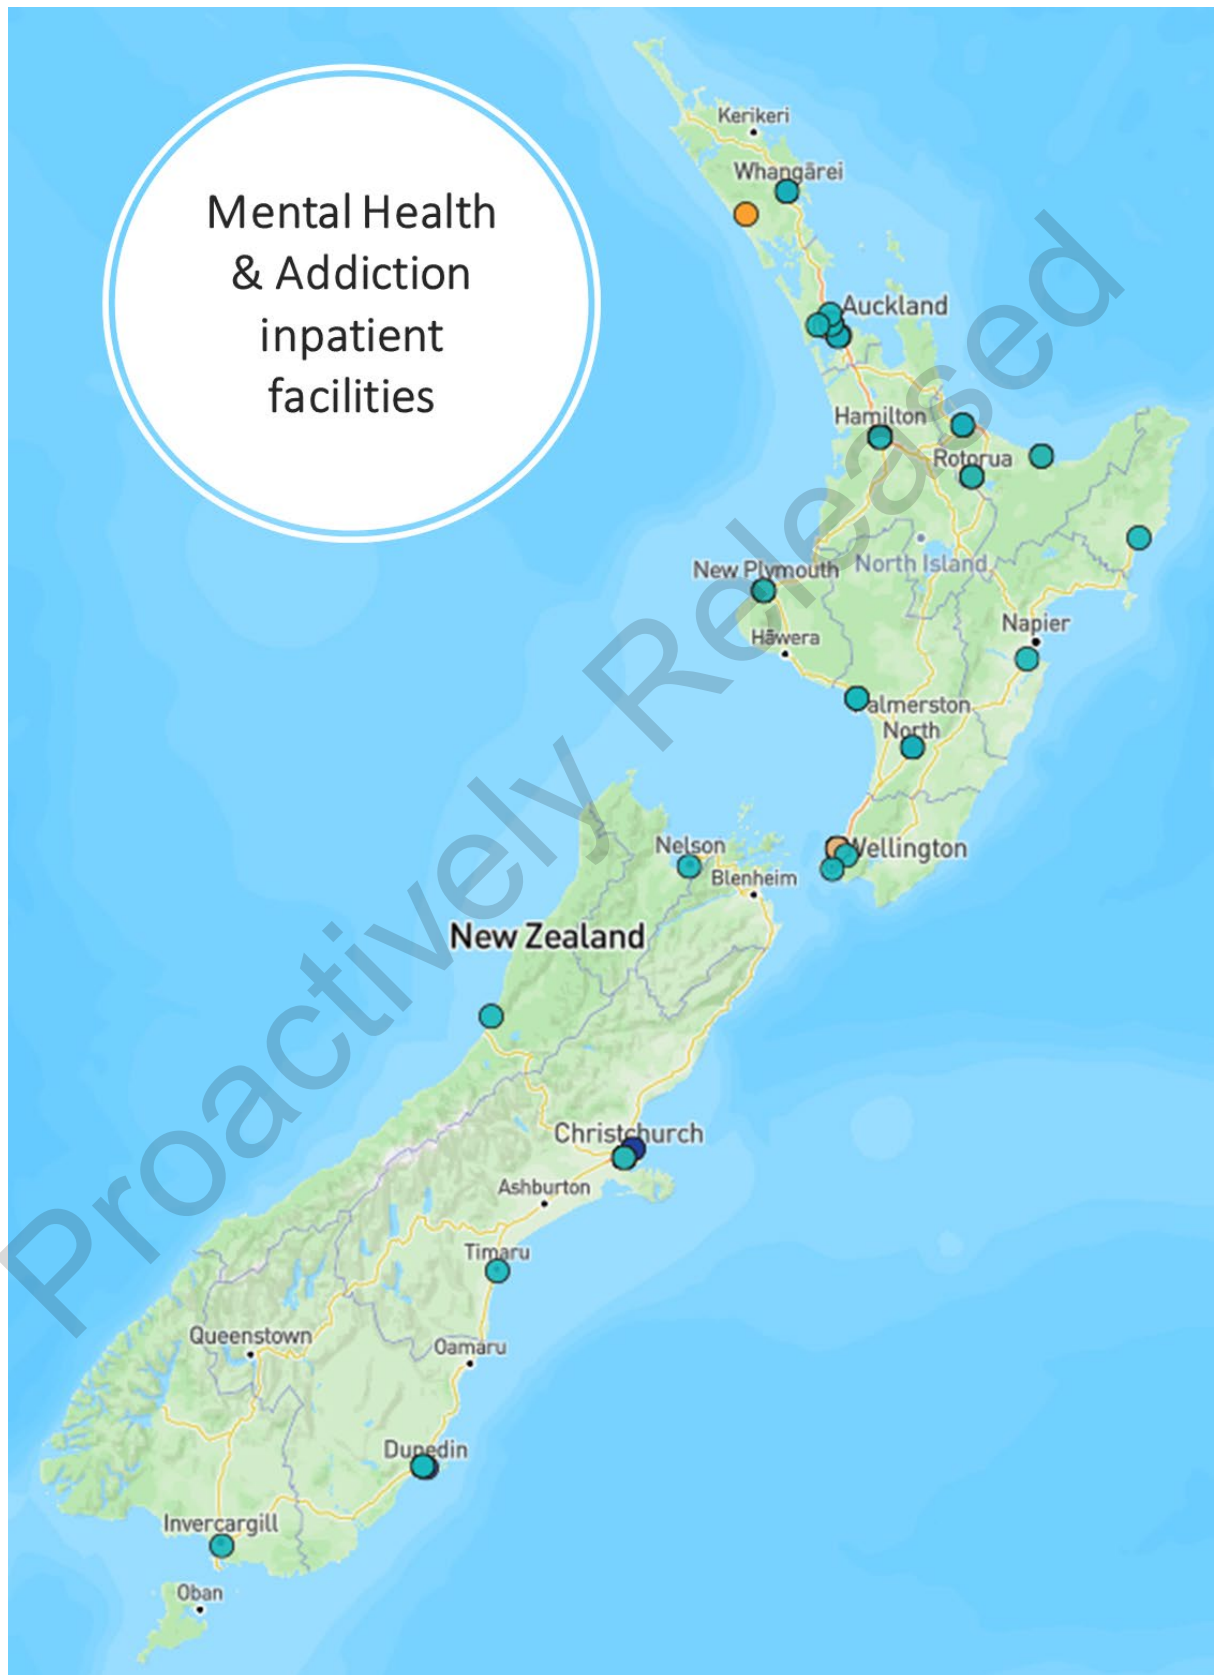 Mental Health
& Addiction
inpatient
facilities
Kerikeri
Whangārei
Auckland
Hamilton
Rotorua
New Plymouth
North Island
Napier
Hāwera
almerston
North
Nelson
Wellington
Blenheim
New Zealand
Christchurch
Ashburton
Timaru
Queenstown
Oamaru
Dunedin
Invercargill
Oban
Proactively Released